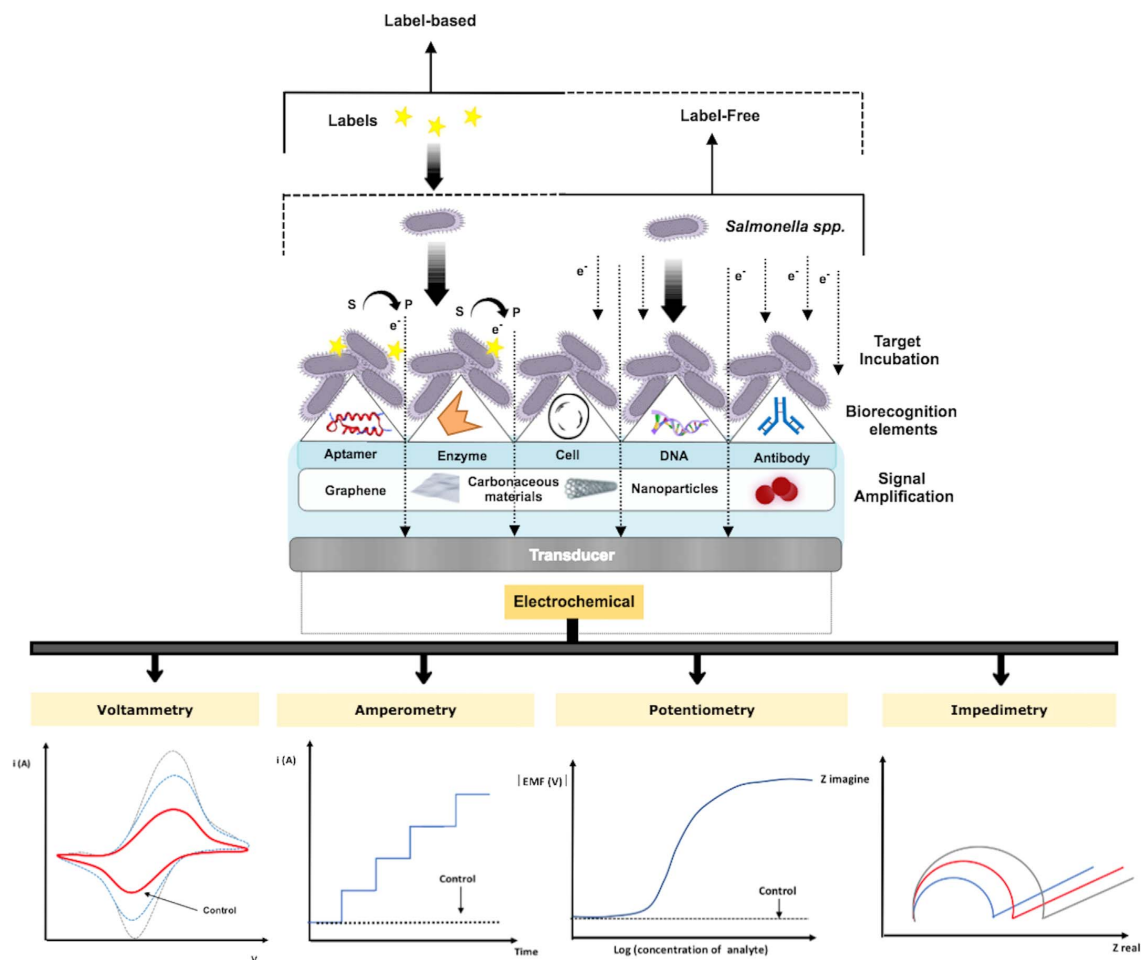 Label-based
Labels
Label-Free
Salmonella spp.
e-
e-
e-
e-
S
P
S
P
e-
e-
Target
Incubation
Biorecognition
elements
Aptamer
Enzyme
Cell
DNA
Antibody
Graphene
Carbonaceous
materials
Nanoparticles
Signal
Amplification
Transducer
Electrochemical
Voltammetry
Amperometry
Potentiometry
Impedimetry
i (A)
Control
V
i (A)
Control
Time
| EMF (V) |
Z imagine
Control
Log (concentration of analyte)
Z real